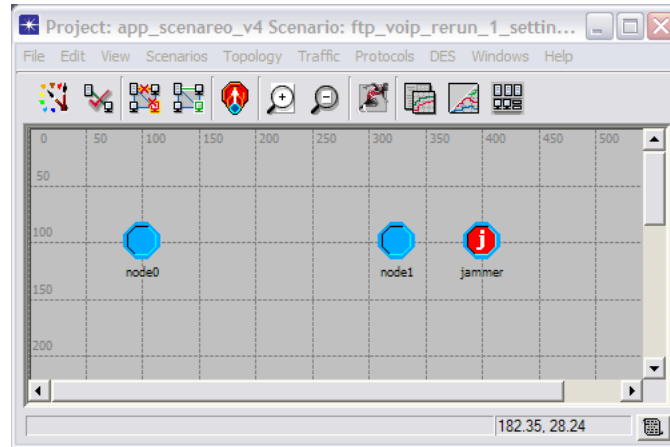 Project: app_scenareo_v4 Scenario: ftp_voip_rerun_1_settin...
File Edit View Scenarios Topology Traffic Protocols DES Windows Help
0 50 100 150 200 250 300 350 400 450 500
50
100
j
node0 node1 jammer
150
200
182.35, 28.24